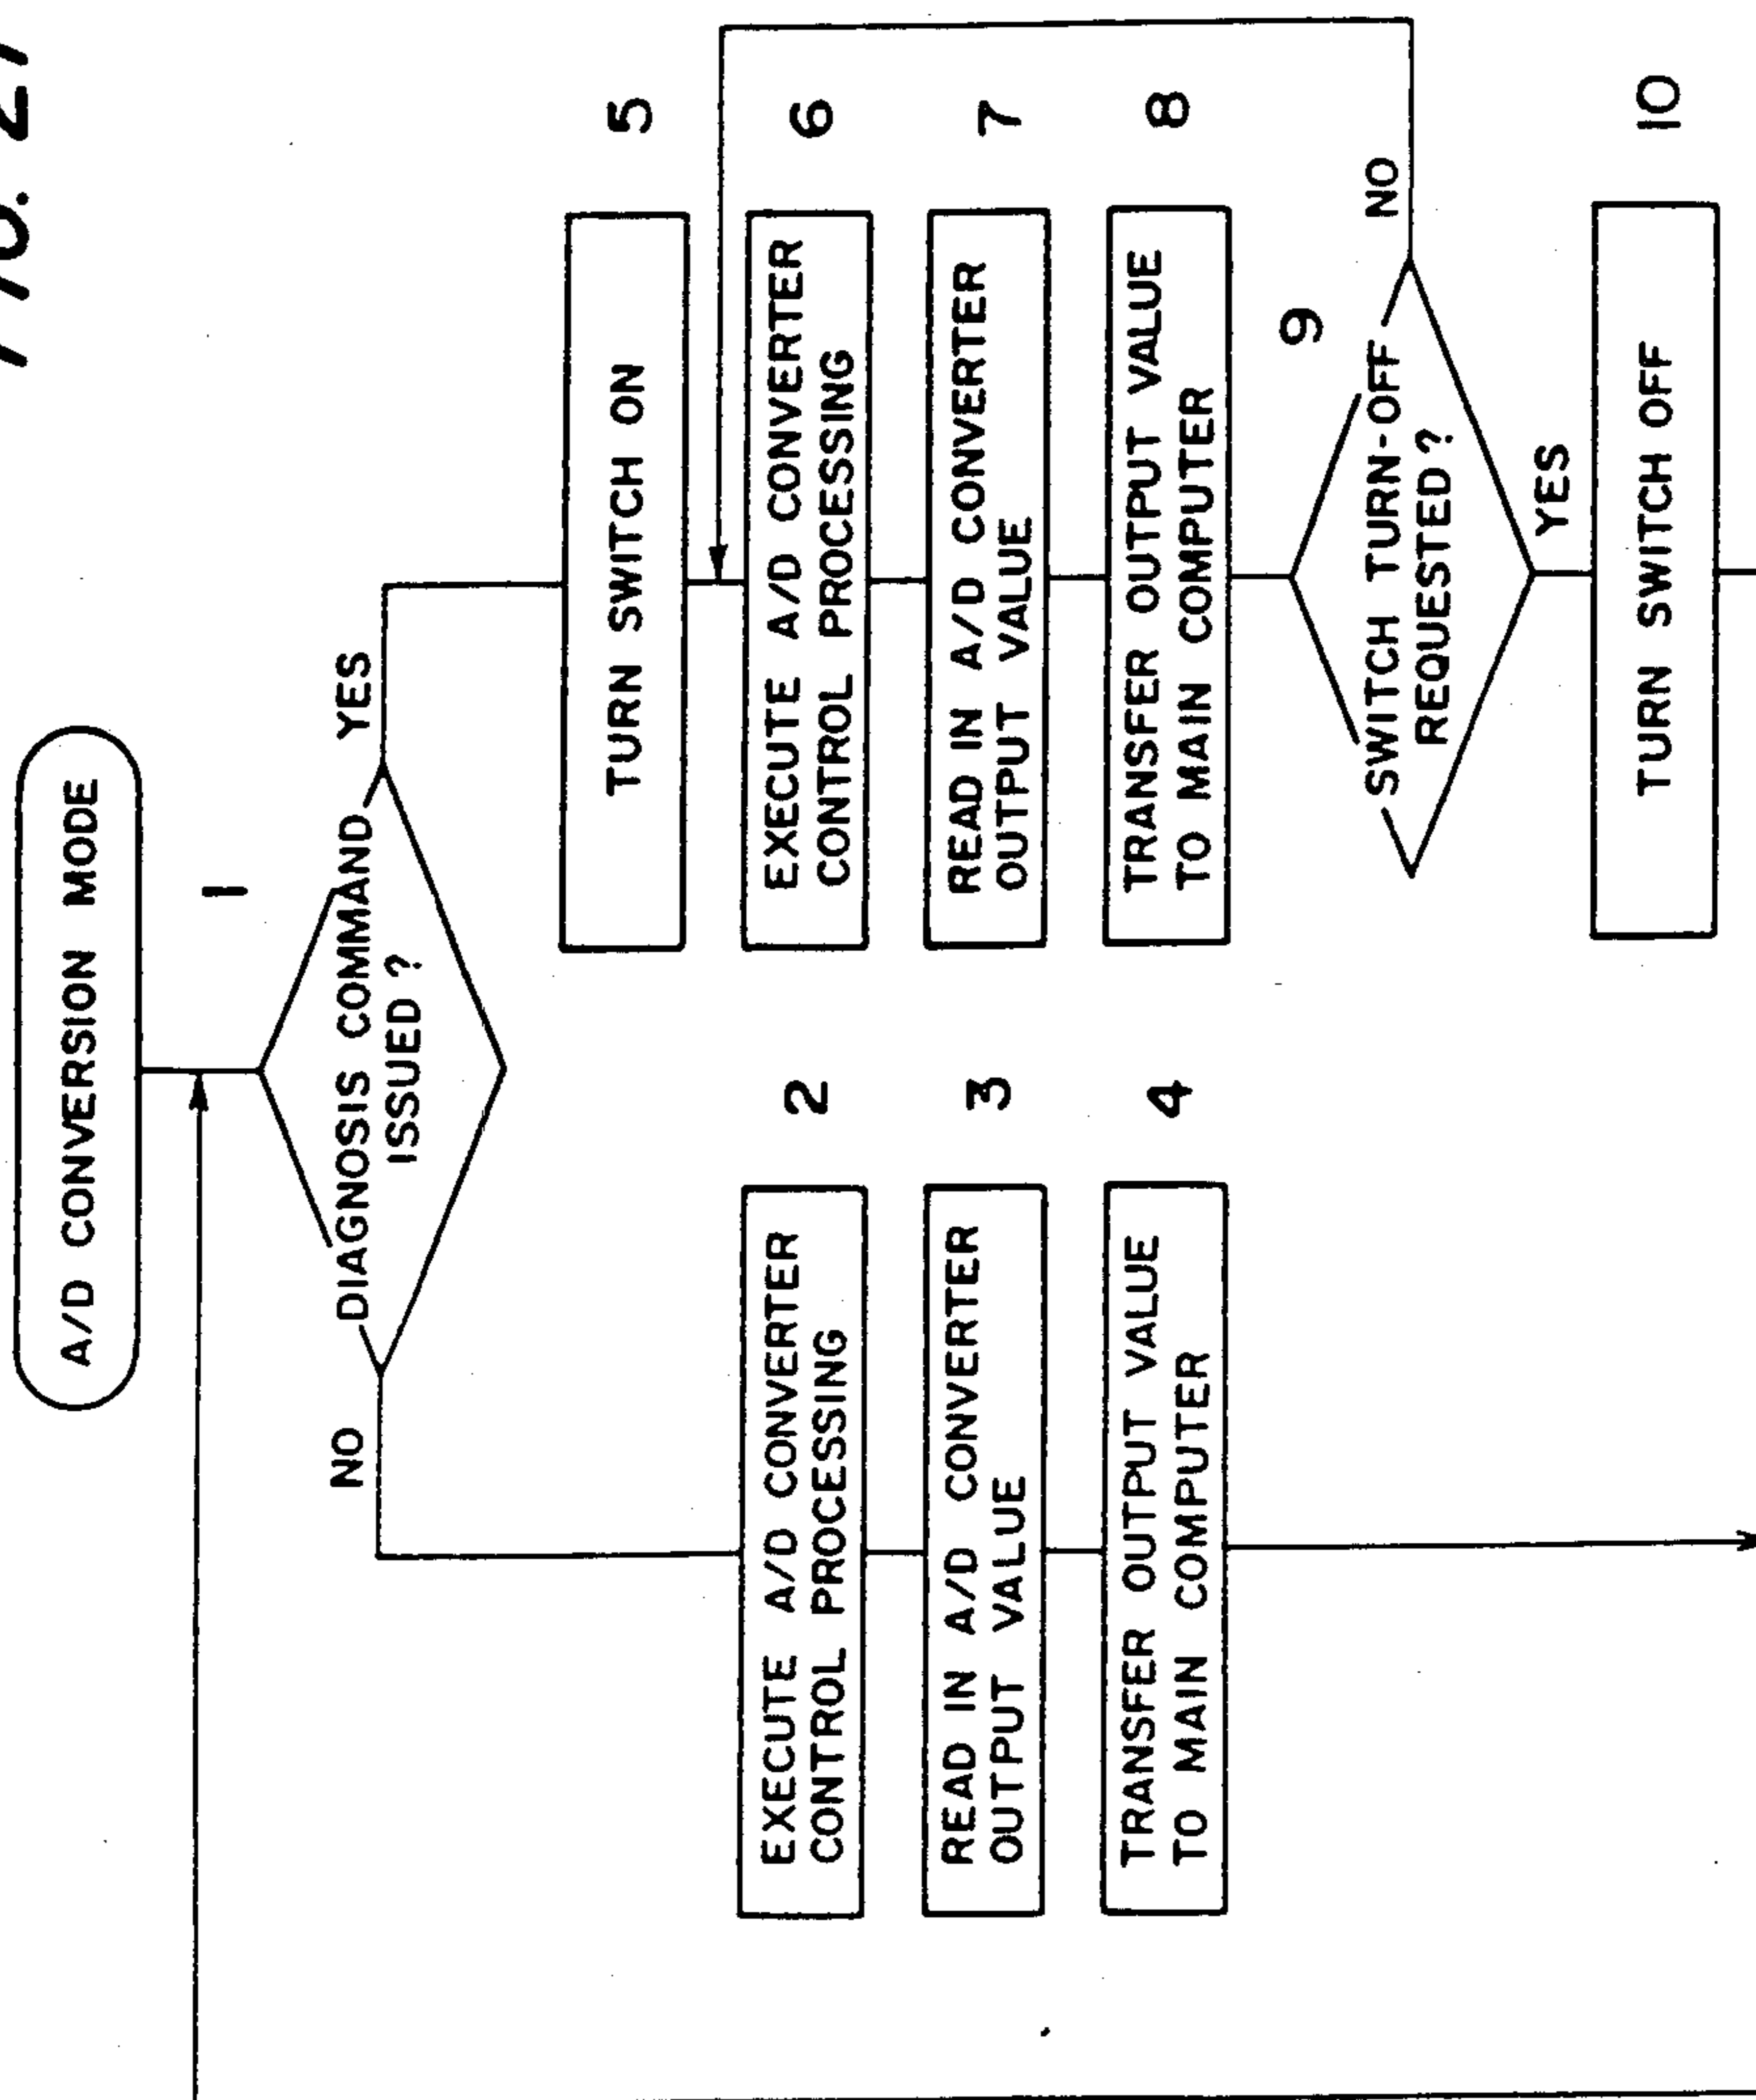 A/D CONVERSION MODE
1
DIAGNOSIS COMMAND
ISSUED?
NO
YES
2
EXECUTE A/D CONVERTER
CONTROL PROCESSING
3
READ IN A/D CONVERTER
OUTPUT VALUE
4
TRANSFER OUTPUT VALUE
TO MAIN COMPUTER
5
TURN SWITCH ON
6
EXECUTE A/D CONVERTER
CONTROL PROCESSING
7
READ IN A/D CONVERTER
OUTPUT VALUE
8
TRANSFER OUTPUT VALUE
TO MAIN COMPUTER
9
SWITCH TURN-OFF
REQUESTED?
NO
YES
10
TURN SWITCH OFF